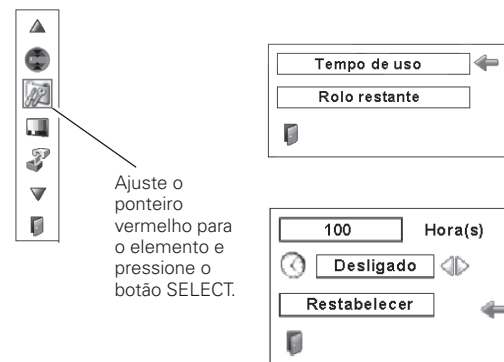 Ajuste o
ponteiro
vermelho para
o elemento e
pressione o
botão SELECT.
Tempo de uso
Rolo restante
100 Hora(s)
Desligado
Restabelecer